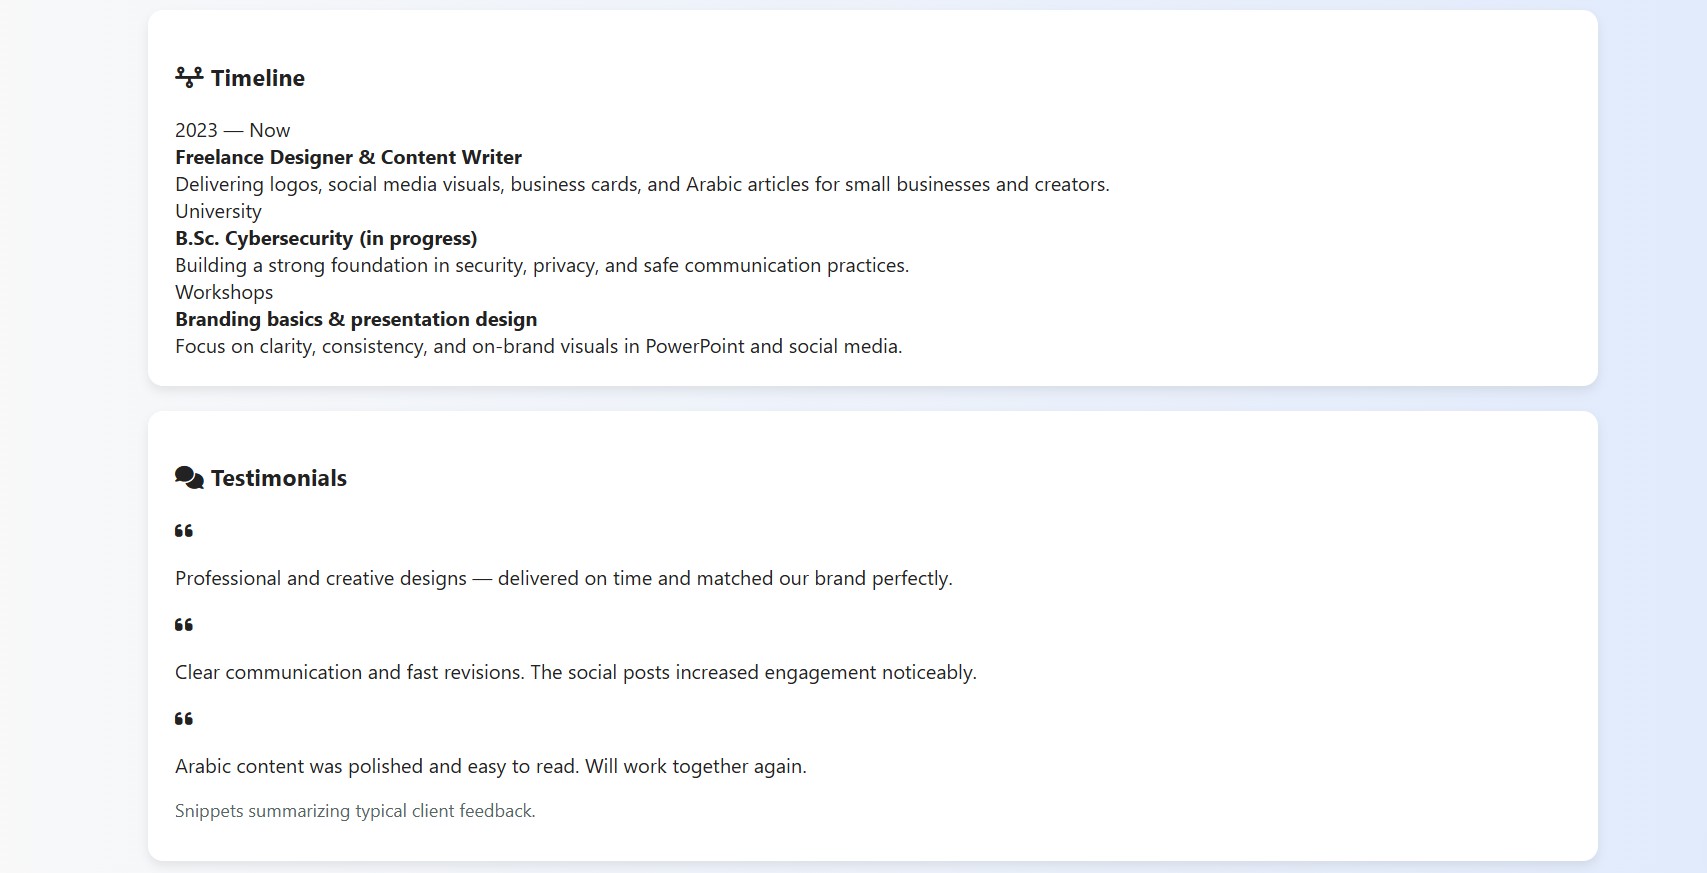 Timeline
2023 — Now
Freelance Designer & Content Writer
Delivering logos, social media visuals, business cards, and Arabic articles for small businesses and creators.
University
B.Sc. Cybersecurity (in progress)
Building a strong foundation in security, privacy, and safe communication practices.
Workshops
Branding basics & presentation design
Focus on clarity, consistency, and on-brand visuals in PowerPoint and social media.
Testimonials
“
Professional and creative designs — delivered on time and matched our brand perfectly.
“
Clear communication and fast revisions. The social posts increased engagement noticeably.
“
Arabic content was polished and easy to read. Will work together again.
Snippets summarizing typical client feedback.